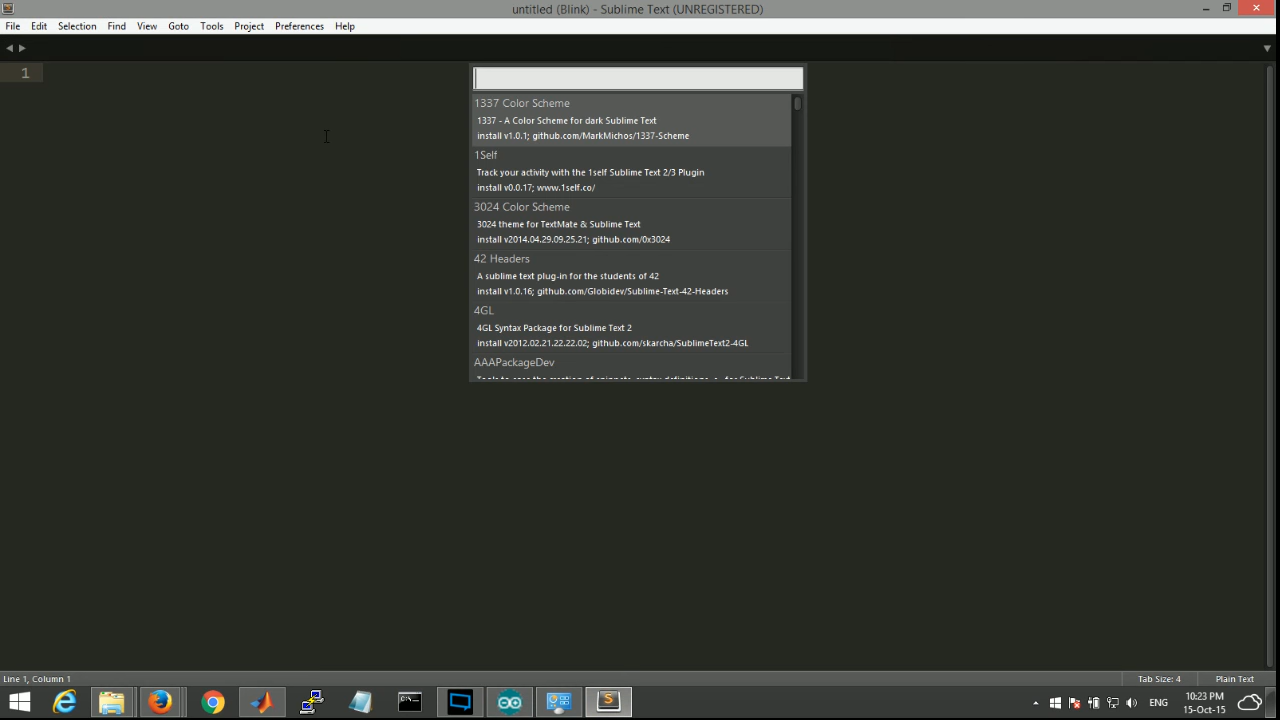 untitled (Blink) - Sublime Text (UNREGISTERED)
File Edit Selection Find View Goto Tools Project Preferences Help
1
1337 Color Scheme
1337 - A Color Scheme for dark Sublime Text
install v1.0.1; github.com/MarkMichos/1337-Scheme
1Self
Track your activity with the 1self Sublime Text 2/3 Plugin
install v0.0.17; www.1self.co/
3024 Color Scheme
3024 theme for TextMate & Sublime Text
install v2014.04.29.09.25.21; github.com/0x3024
42 Headers
A sublime text plug-in for the students of 42
install v1.0.16; github.com/Globidev/Sublime-Text-42-Headers
4GL
4GL Syntax Package for Sublime Text 2
install v2012.02.21.22.22.02; github.com/skarcha/SublimeText2-4GL
AAAPackageDev
Line 1, Column 1
Tab Size: 4
Plain Text
ENG
10:23 PM
15-Oct-15